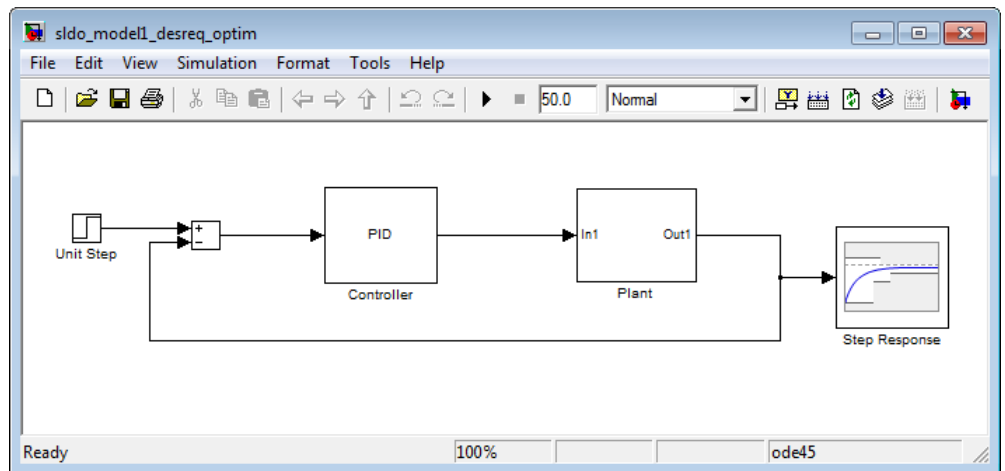 sldo_model1_desreq_optim
File Edit View Simulation Format Tools Help
50.0 Normal
Unit Step
+
−
PID
Controller
In1 Out1
Plant
Step Response
Ready 100% ode45